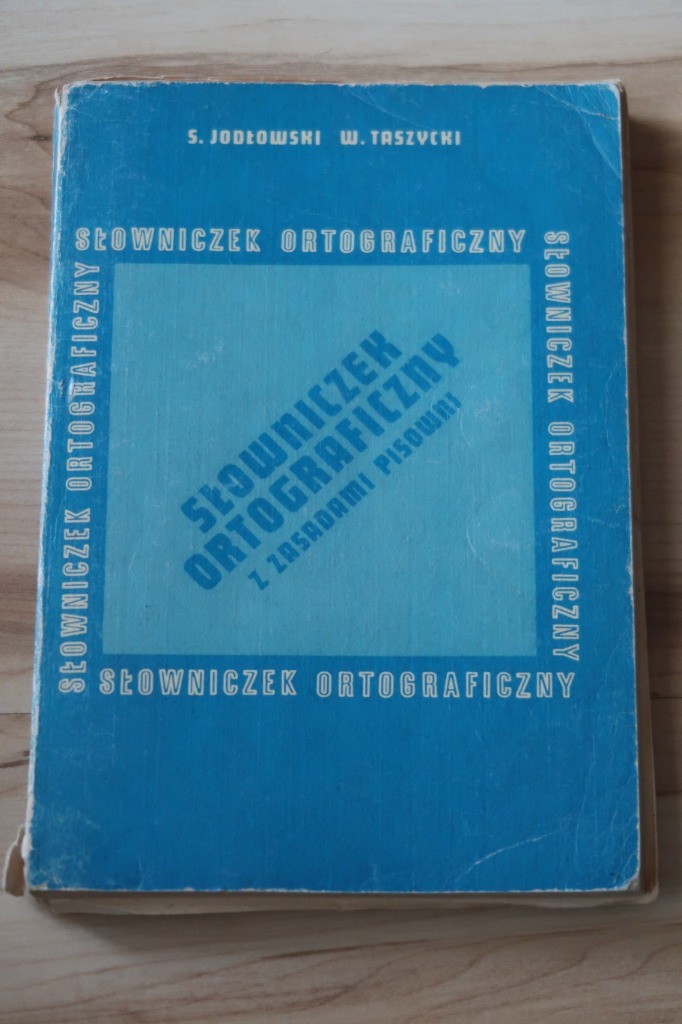 S. JODŁOWSKI W. TASZYCKI
SŁOWNICZEK ORTOGRAFICZNY
SŁOWNICZEK ORTOGRAFICZNY
SŁOWNICZEK ORTOGRAFICZNY
SŁOWNICZEK
ORTOGRAFICZNY
Z ZASADAMI PISOWNI
SŁOWNICZEK ORTOGRAFICZNY